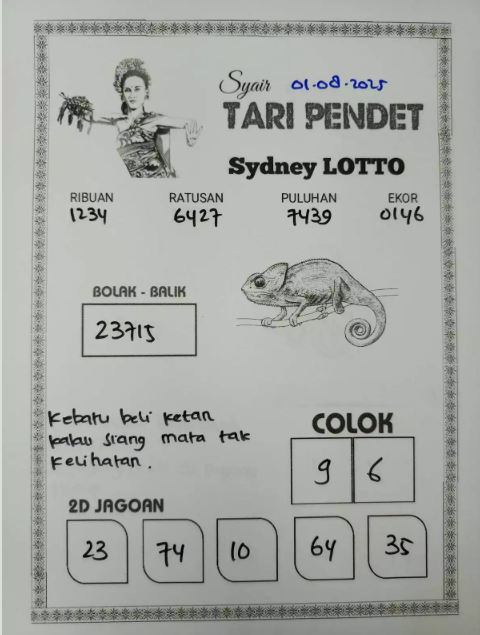 Syair 01-08-2025
TARI PENDET
Sydney LOTTO
RIBUAN RATUSAN PULUHAN EKOR
1234 6427 7439 0146
BOLAK - BALIK
23715
Kebatu beli ketan
kalau siang mata tak
kelihatan.
COLOK
9 6
2D JAGOAN
23 74 10 64 35